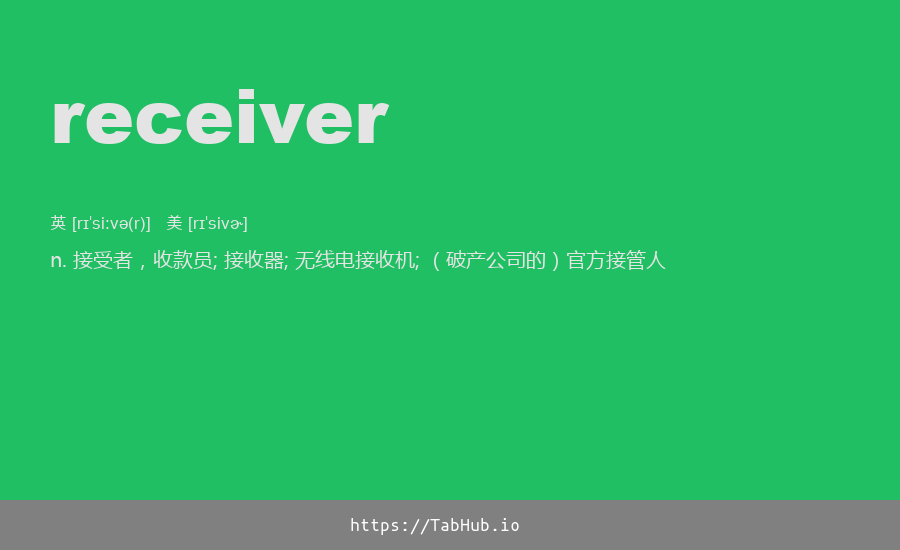 receiver
英 [rɪˈsiːvə(r)] 美 [rɪˈsivɚ]
n. 接受者，收款员; 接收器; 无线电接收机; （破产公司的）官方接管人
https://TabHub.io